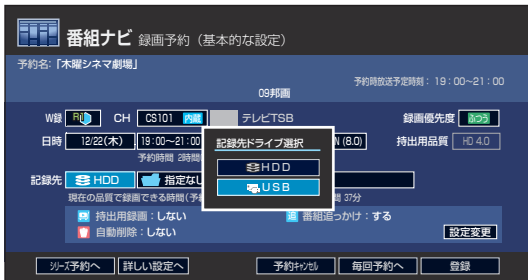 番組ナビ 録画予約（基本的な設定）
予約名：「木曜シネマ劇場」
予約時放送予定時刻：19：00~21：00
09邦画
W録 CH CS101 内蔵 テレビTSB 録画優先度 ふつう
日時 12/22(木) 19:00~21:00 N (8.0) 持出用品質 HD 4.0
予約時間 2時間
記録先ドライブ選択
HDD
USB
記録先 HDD 指定なし
現在の品質で録画できる時間(予 間 37分
持出用録画：しない 追 番組追っかけ：する
自動削除：しない 設定変更
ｼﾘｰｽﾞ予約へ 詳しい設定へ 予約ｷｬﾝｾﾙ 毎回予約へ 登録